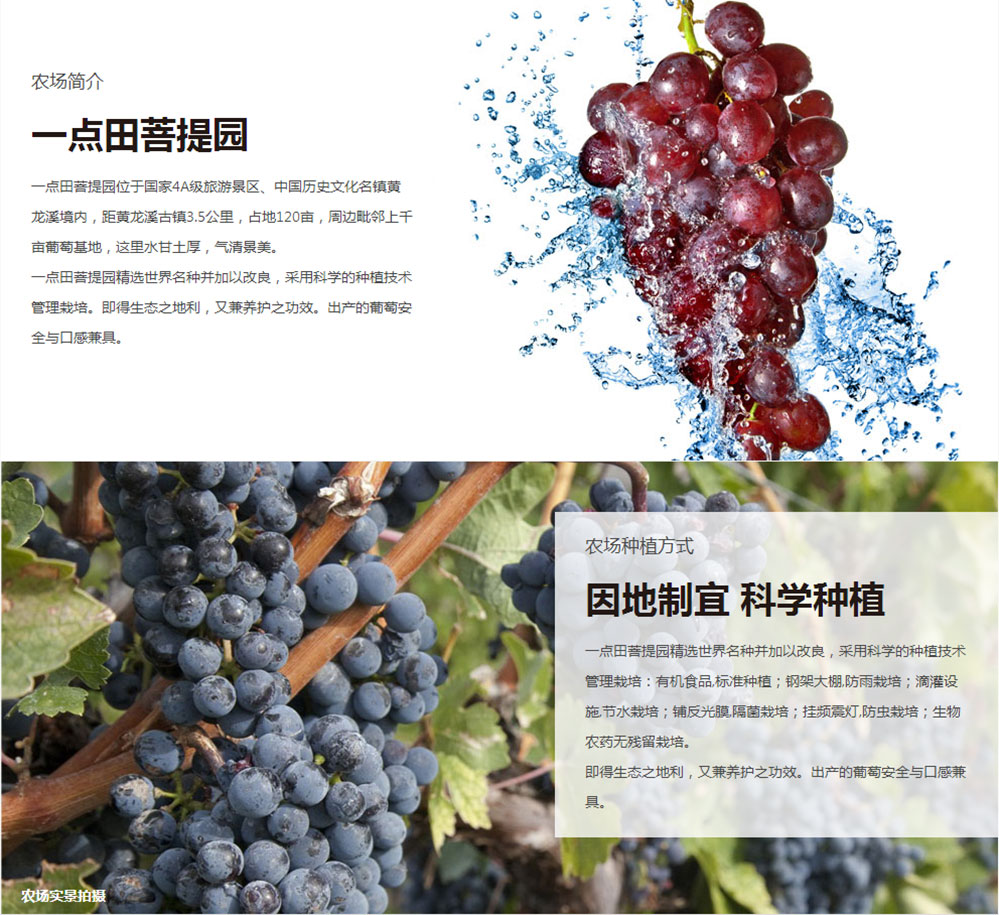 农场简介
一点田菩提园
一点田菩提园位于国家4A级旅游景区、中国历史文化名镇黄
龙溪境内，距黄龙溪古镇3.5公里，占地120亩，周边毗邻上千
亩葡萄基地，这里水甘土厚，气清景美。
一点田菩提园精选世界名种并加以改良，采用科学的种植技术
管理栽培。即得生态之地利，又兼养护之功效。出产的葡萄安
全与口感兼具。
农场种植方式
因地制宜 科学种植
一点田菩提园精选世界名种并加以改良，采用科学的种植技术
管理栽培：有机食品,标准种植；钢架大棚,防雨栽培；滴灌设
施,节水栽培；铺反光膜,隔菌栽培；挂频震灯,防虫栽培；生物
农药无残留栽培。
即得生态之地利，又兼养护之功效。出产的葡萄安全与口感兼
具。
农场实景拍摄